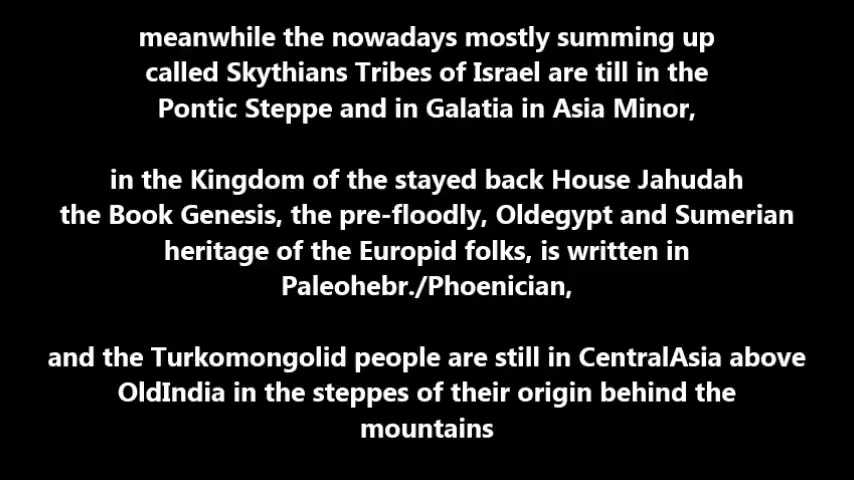 meanwhile the nowadays mostly summing up
called Skythians Tribes of Israel are till in the
Pontic Steppe and in Galatia in Asia Minor,
in the Kingdom of the stayed back House Jahudah
the Book Genesis, the pre-floodly, Oldegypt and Sumerian
heritage of the Europid folks, is written in
Paleohebr./Phoenician,
and the Turkomongolid people are still in CentralAsia above
OldIndia in the steppes of their origin behind the
mountains